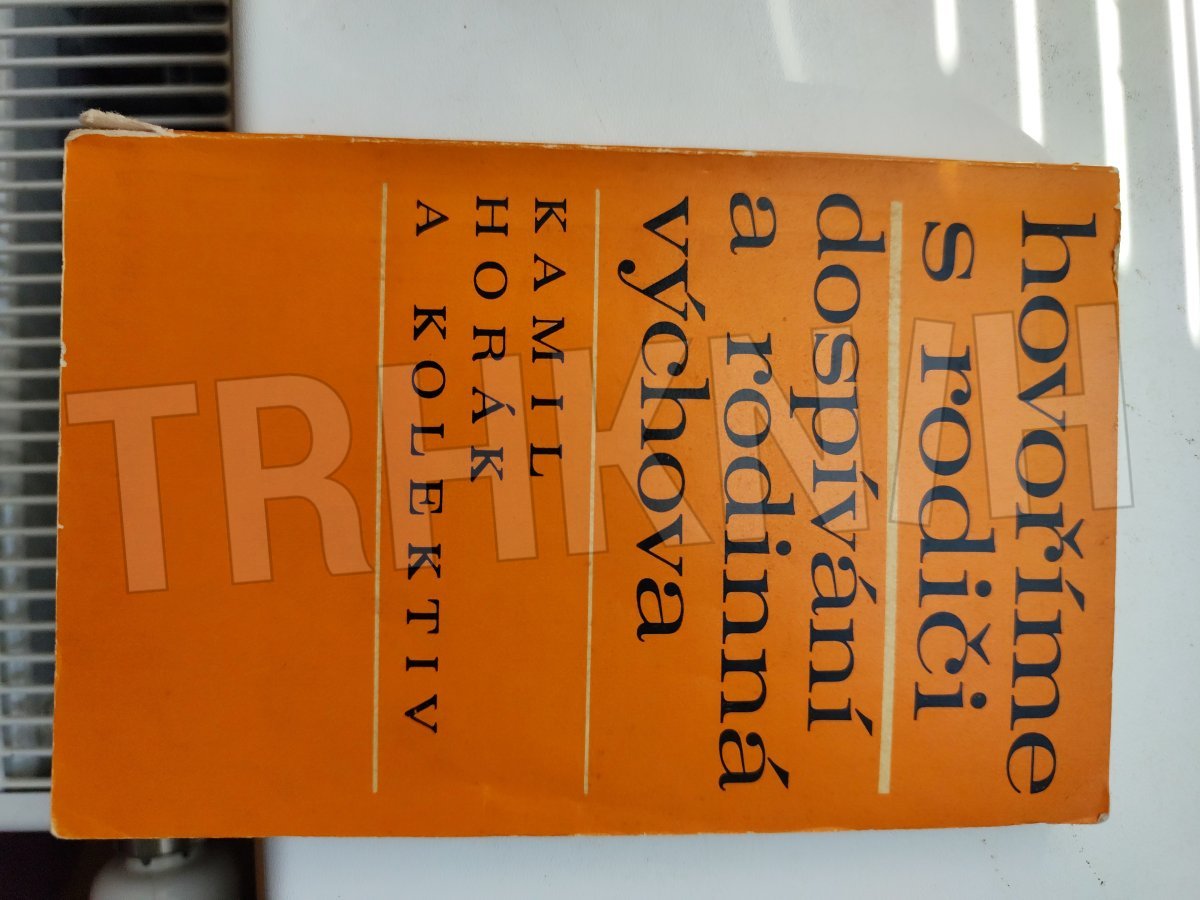 hovoříme
s rodiči
dospívání
a rodinná
výchova
KAMIL
HORÁK
A KOLEKTIV
TRHKNIH